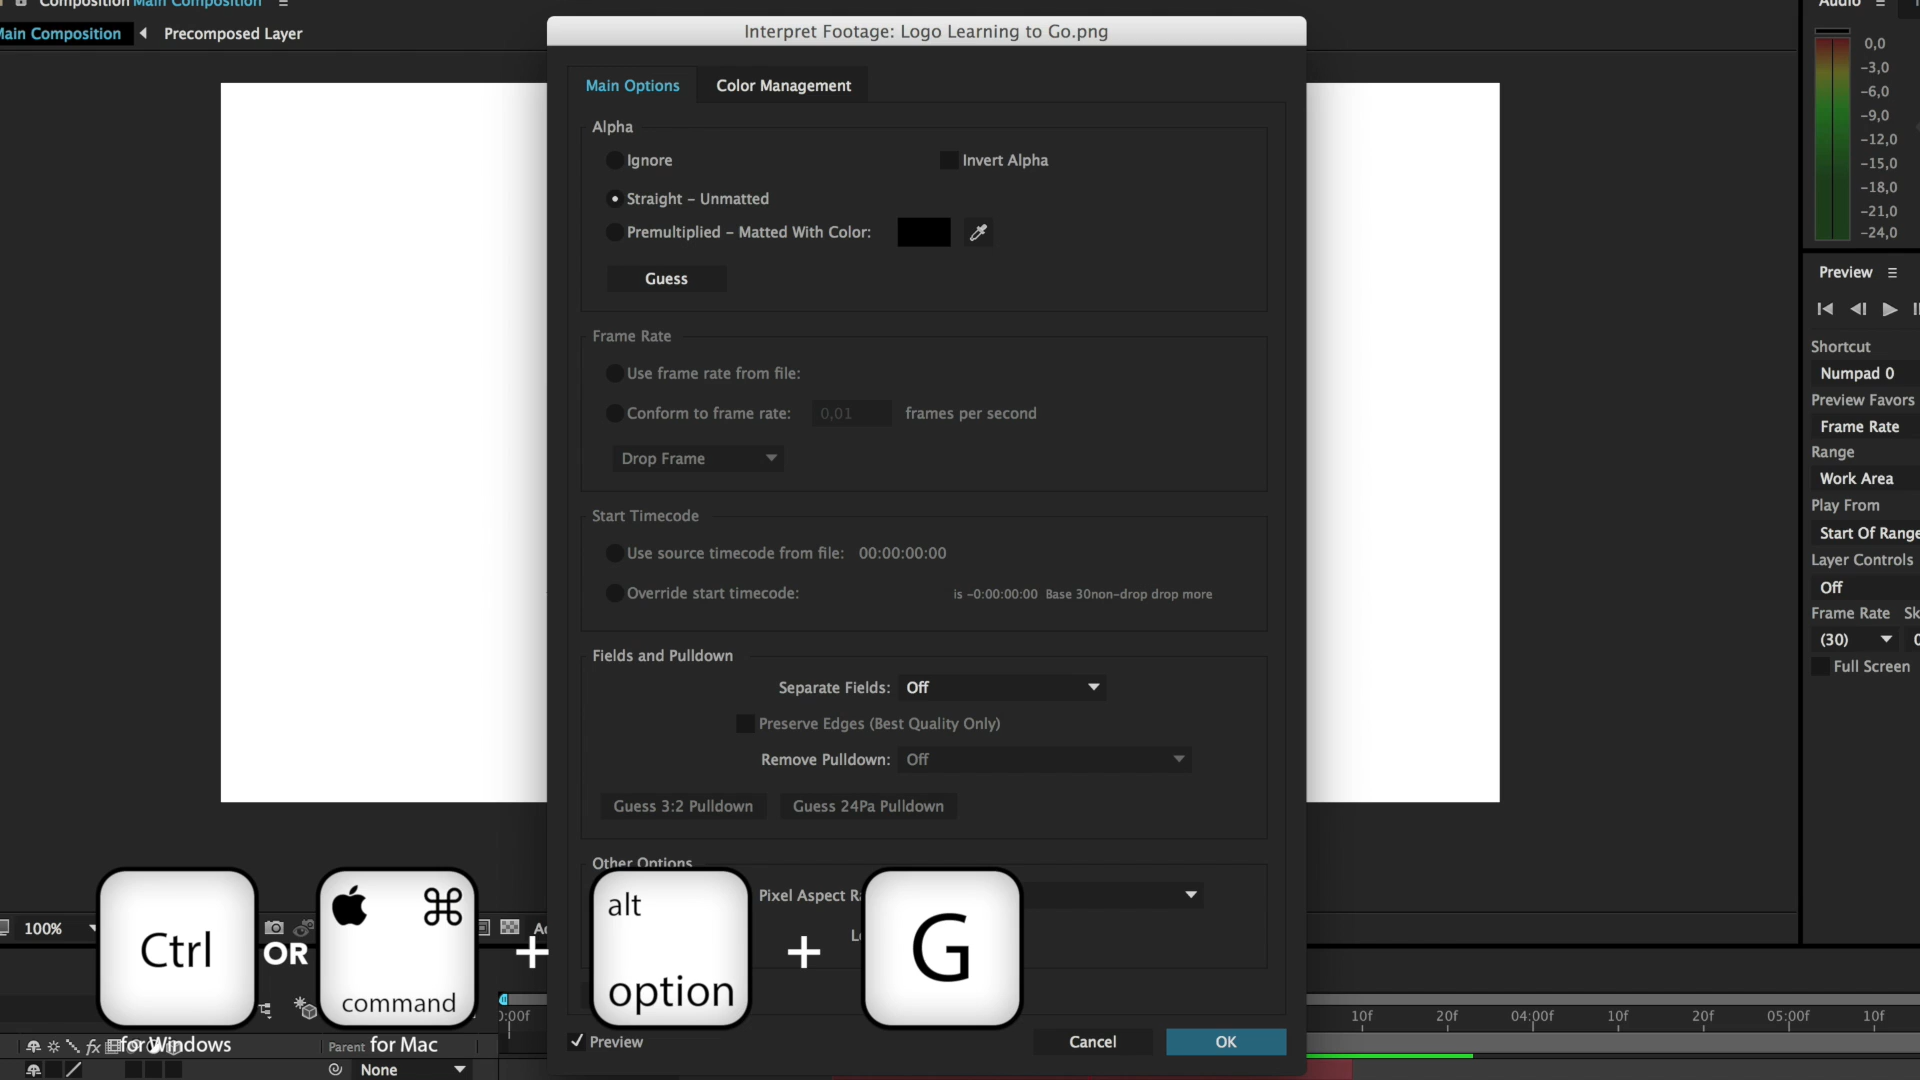 Composition Main Composition
Main Composition
Precomposed Layer
Interpret Footage: Logo Learning to Go.png
Main Options
Color Management
Alpha
Ignore
Invert Alpha
Straight – Unmatted
Premultiplied – Matted With Color:
Guess
Frame Rate
Use frame rate from file:
Conform to frame rate: 0,01 frames per second
Drop Frame
Start Timecode
Use source timecode from file: 00:00:00:00
Override start timecode:
is -0:00:00:00 Base 30non-drop drop more
Fields and Pulldown
Separate Fields: Off
Preserve Edges (Best Quality Only)
Remove Pulldown: Off
Guess 3:2 Pulldown
Guess 24Pa Pulldown
Other Options
Pixel Aspect Ra
Preview
Cancel
OK
Audio
0,0
-3,0
-6,0
-9,0
-12,0
-15,0
-18,0
-21,0
-24,0
Preview
Shortcut
Numpad 0
Preview Favors
Frame Rate
Range
Work Area
Play From
Start Of Range
Layer Controls
Off
Frame Rate
(30)
Full Screen
100%
Ctrl
OR
command
+
alt
option
+
G
for Windows
for Mac
fx
Parent
None
10f
20f
04:00f
10f
20f
05:00f
10f